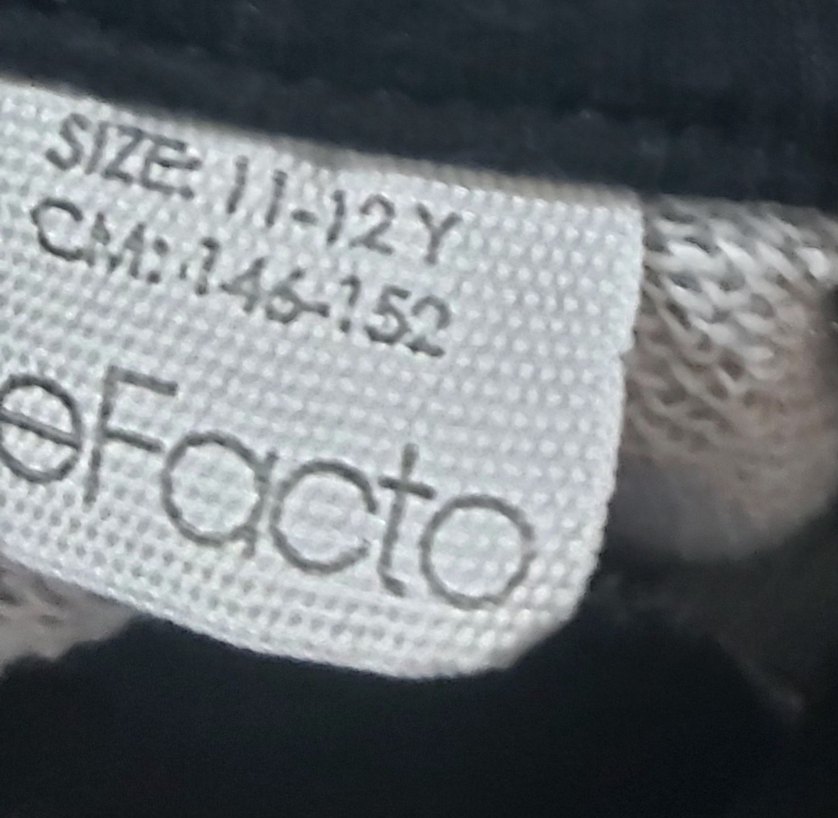 SIZE: 11-12 Y
CM: 146-152
eFacto